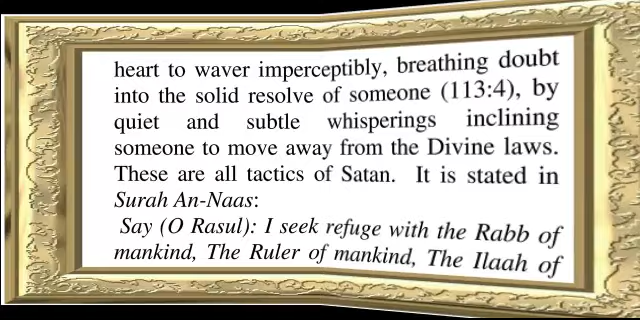 heart to waver imperceptibly, breathing doubt
into the solid resolve of someone (113:4), by
quiet and subtle whisperings inclining
someone to move away from the Divine laws.
These are all tactics of Satan. It is stated in
Surah An-Naas:
Say (O Rasul): I seek refuge with the Rabb of
mankind, The Ruler of mankind, The Ilaah of